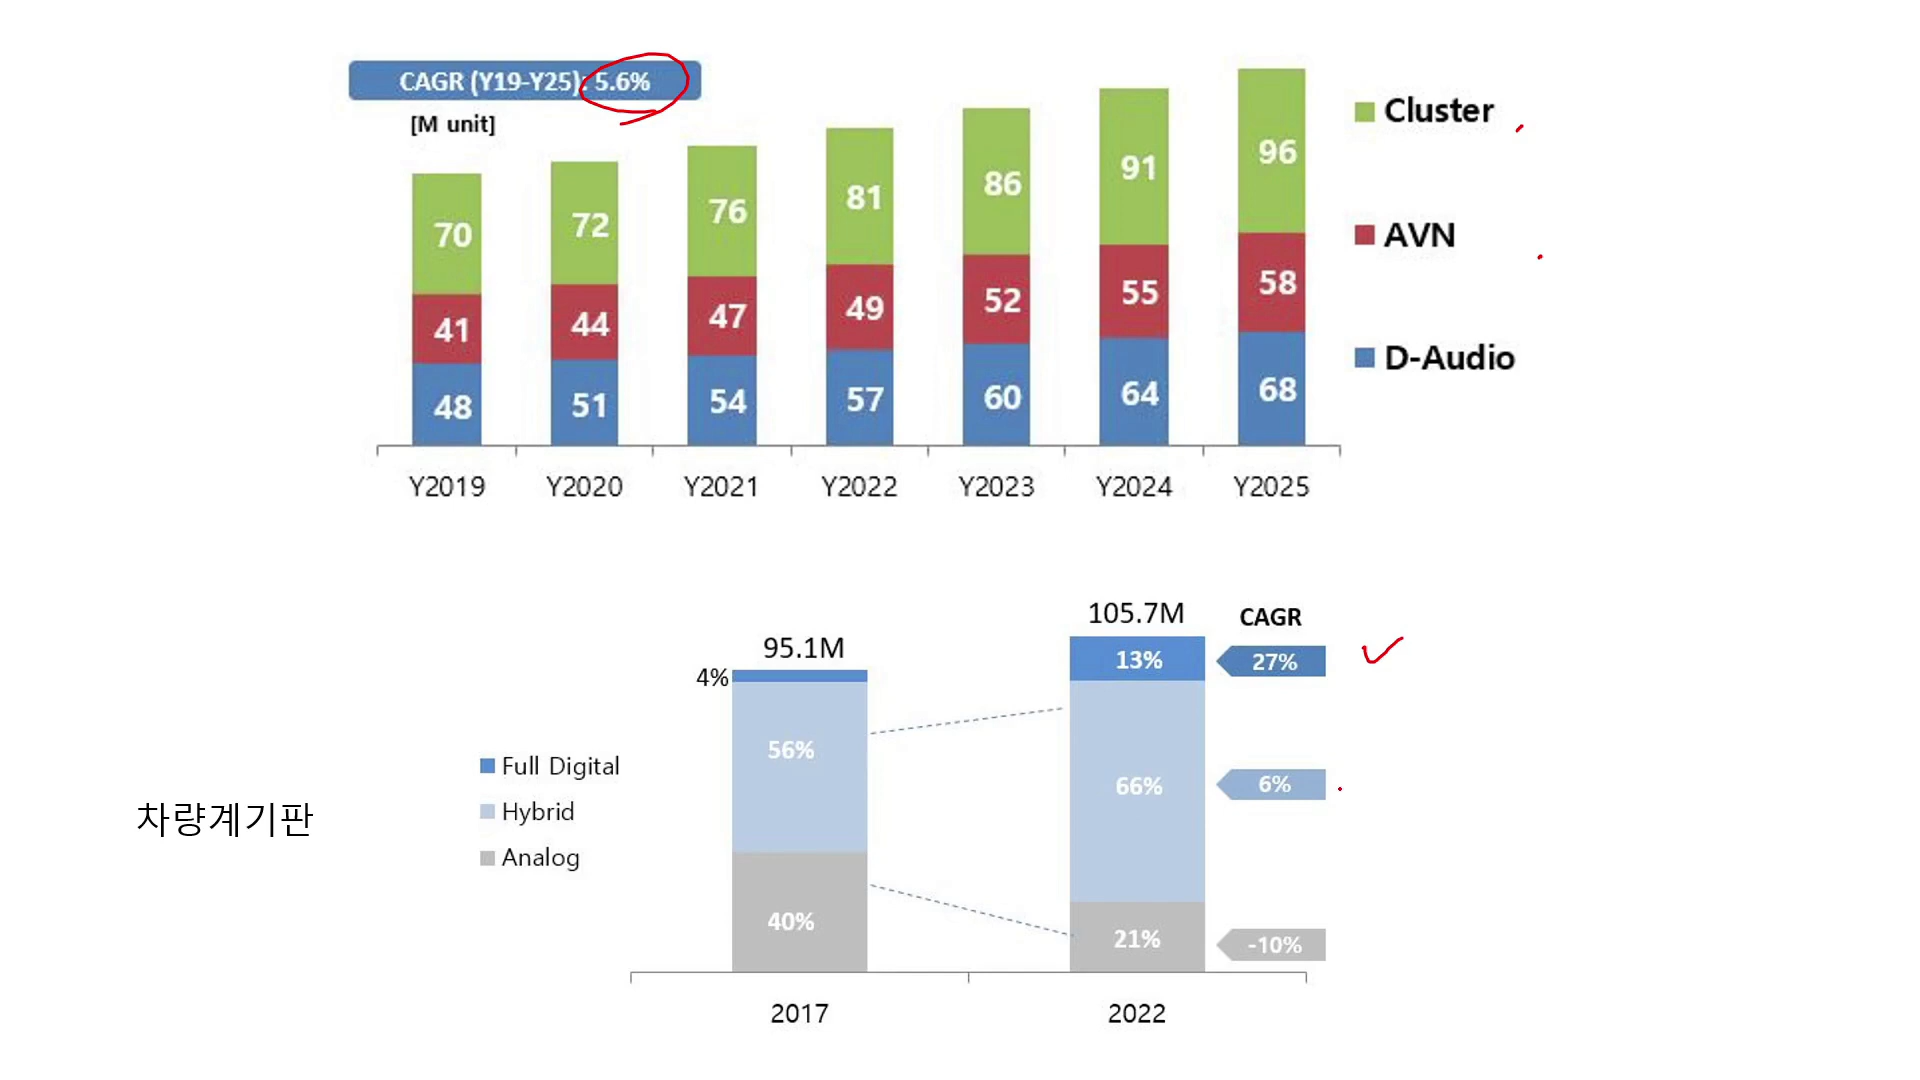 CAGR (Y19-Y25): 5.6%
[M unit]
70 72 76 81 86 91 96
41 44 47 49 52 55 58
48 51 54 57 60 64 68
Y2019 Y2020 Y2021 Y2022 Y2023 Y2024 Y2025
Cluster
AVN
D-Audio
차량계기판
Full Digital
Hybrid
Analog
95.1M
4%
56%
40%
2017
105.7M
13%
66%
21%
2022
CAGR
27%
6%
-10%